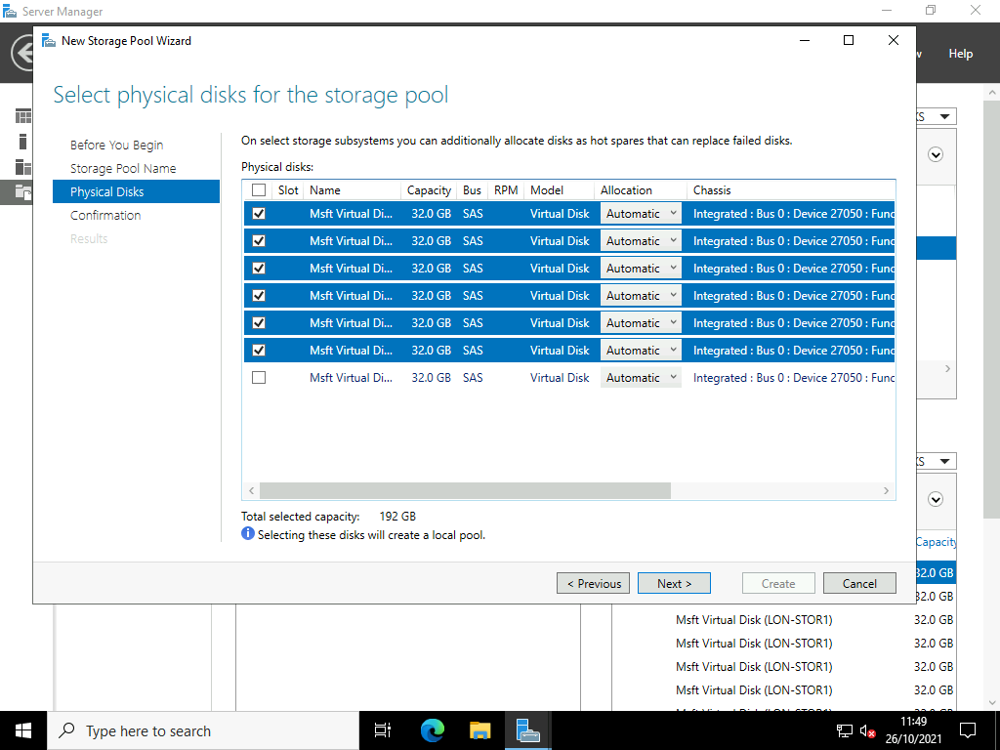 Server Manager
New Storage Pool Wizard
Help
Select physical disks for the storage pool
Before You Begin
Storage Pool Name
Physical Disks
Confirmation
Results
On select storage subsystems you can additionally allocate disks as hot spares that can replace failed disks.
Physical disks:
Slot Name Capacity Bus RPM Model Allocation Chassis
Msft Virtual Di... 32.0 GB SAS Virtual Disk Automatic Integrated : Bus 0 : Device 27050 : Func
Msft Virtual Di... 32.0 GB SAS Virtual Disk Automatic Integrated : Bus 0 : Device 27050 : Func
Msft Virtual Di... 32.0 GB SAS Virtual Disk Automatic Integrated : Bus 0 : Device 27050 : Func
Msft Virtual Di... 32.0 GB SAS Virtual Disk Automatic Integrated : Bus 0 : Device 27050 : Func
Msft Virtual Di... 32.0 GB SAS Virtual Disk Automatic Integrated : Bus 0 : Device 27050 : Func
Msft Virtual Di... 32.0 GB SAS Virtual Disk Automatic Integrated : Bus 0 : Device 27050 : Func
Msft Virtual Di... 32.0 GB SAS Virtual Disk Automatic Integrated : Bus 0 : Device 27050 : Func
Total selected capacity: 192 GB
Selecting these disks will create a local pool.
Capacity
< Previous Next > Create Cancel
32.0 GB
32.0 GB
Msft Virtual Disk (LON-STOR1) 32.0 GB
Msft Virtual Disk (LON-STOR1) 32.0 GB
Msft Virtual Disk (LON-STOR1) 32.0 GB
Msft Virtual Disk (LON-STOR1) 32.0 GB
Type here to search
11:49
26/10/2021